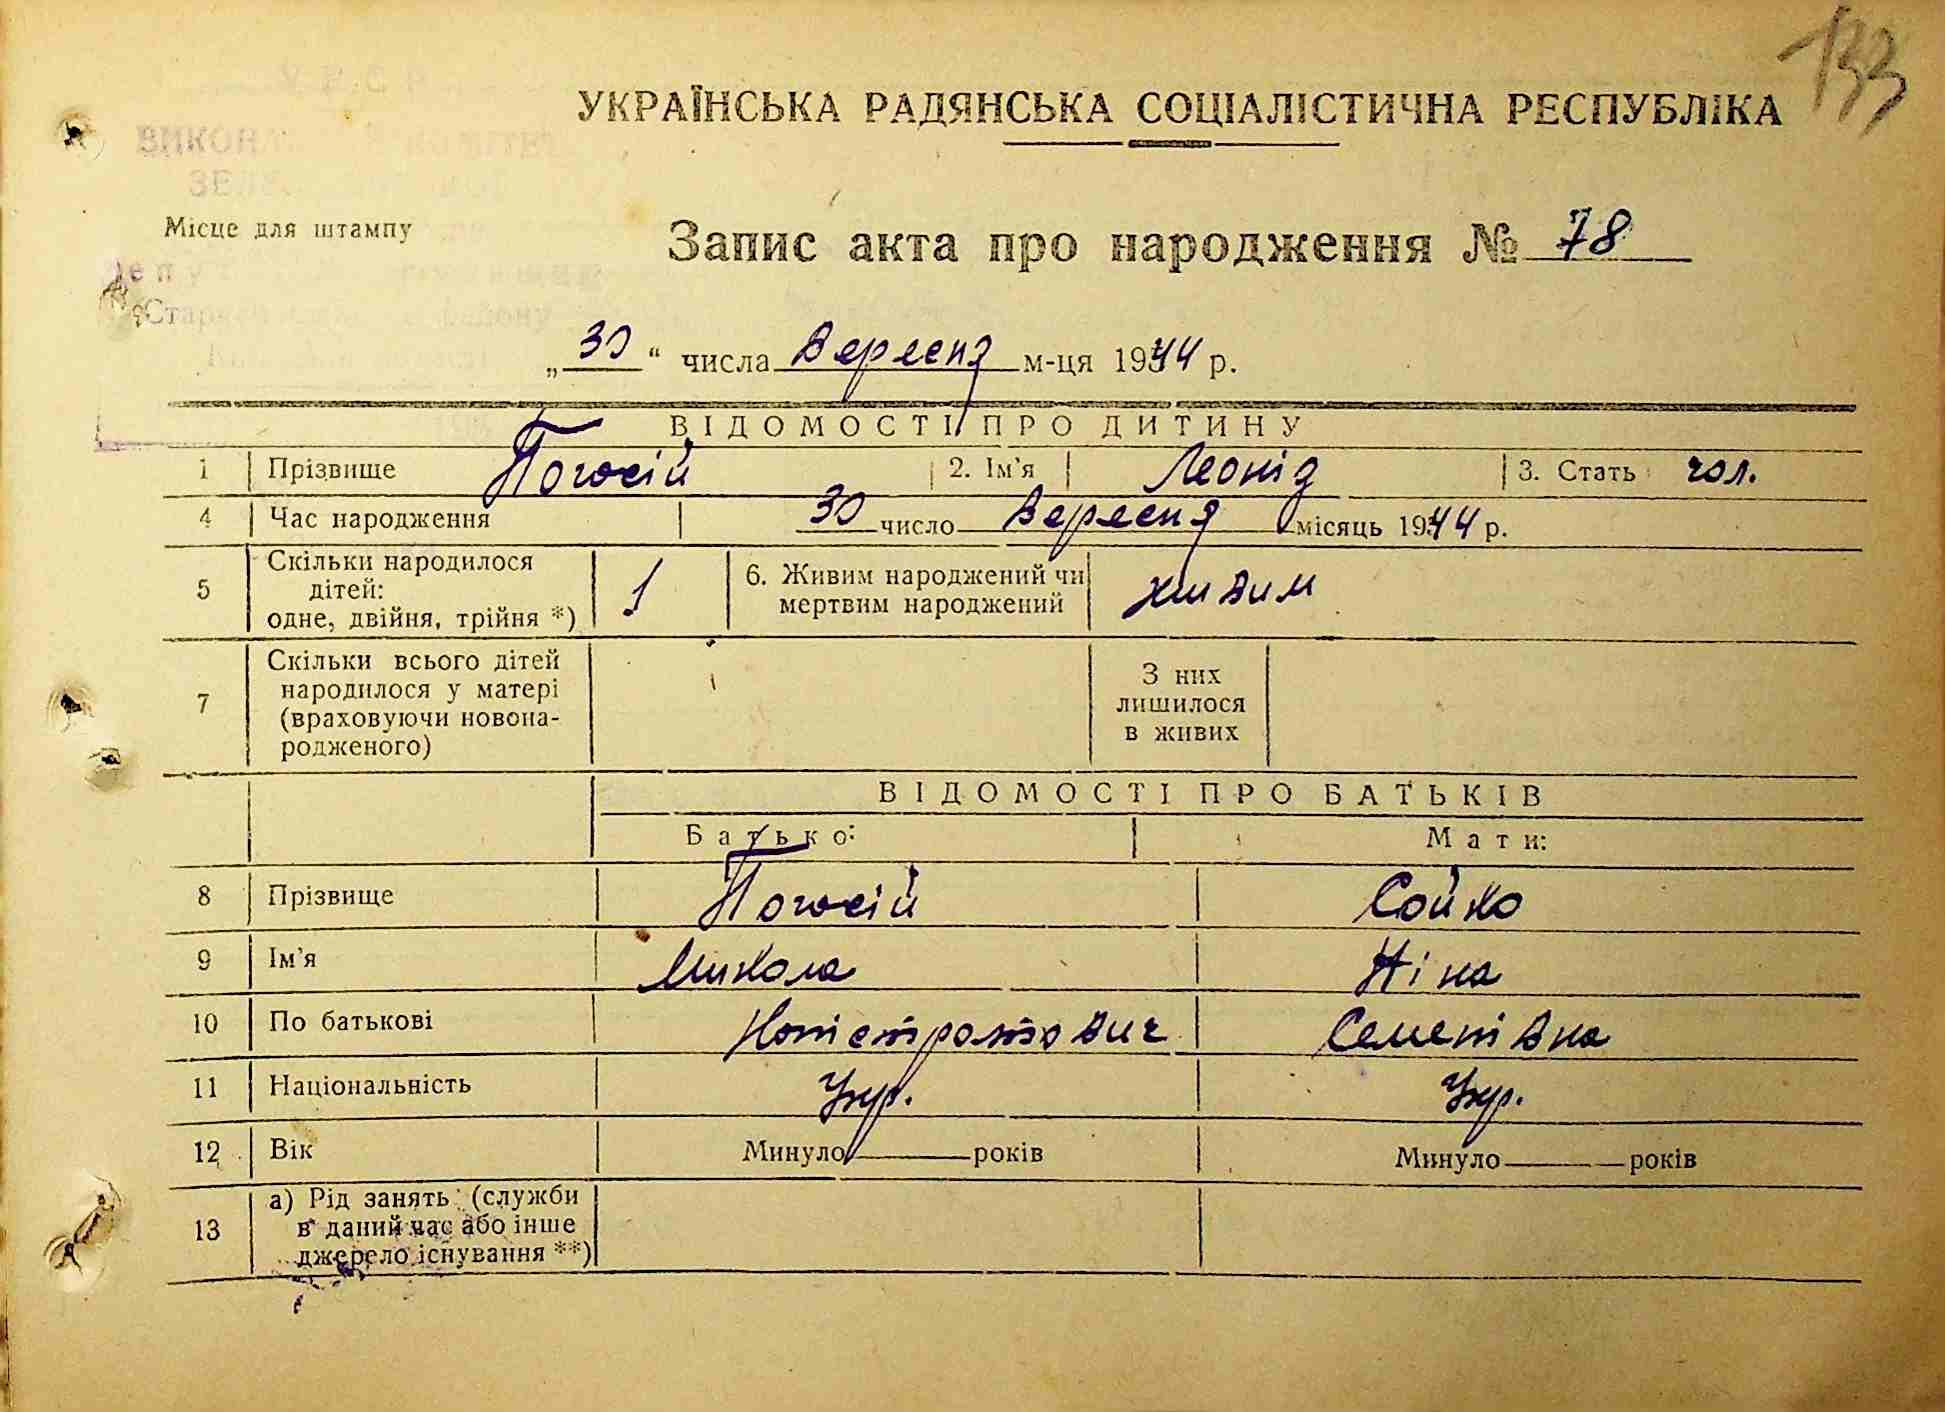 133
УКРАЇНСЬКА РАДЯНСЬКА СОЦІАЛІСТИЧНА РЕСПУБЛІКА
Місце для штампу
Запис акта про народження № 78
„30“ числа Вересня м-ця 1944 р.
ВІДОМОСТІ ПРО ДИТИНУ
1 Прізвище Погосій 2. Ім'я Леонід 3. Стать чол.
4 Час народження 30 число Вересня місяць 1944 р.
5 Скільки народилося дітей: одне, двійня, трійня *) 1 6. Живим народжений чи мертвим народжений живим
7 Скільки всього дітей народилося у матері (враховуючи новонародженого) З них лишилося в живих
ВІДОМОСТІ ПРО БАТЬКІВ
Батько: Мати:
8 Прізвище Погосій Сойко
9 Ім'я Микола Ніна
10 По батькові Семенівна
11 Національність Укр. Укр.
12 Вік Минуло років Минуло років
13 а) Рід занять (служби в даний час або інше джерело існування **)